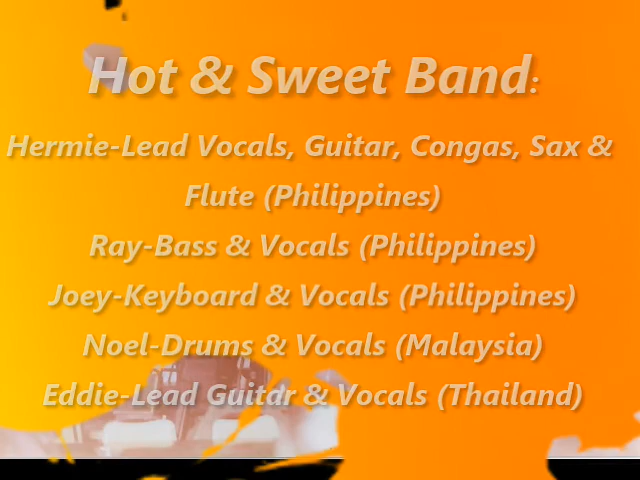 Hot & Sweet Band:
Hermie-Lead Vocals, Guitar, Congas, Sax &
Flute (Philippines)
Ray-Bass & Vocals (Philippines)
Joey-Keyboard & Vocals (Philippines)
Noel-Drums & Vocals (Malaysia)
Eddie-Lead Guitar & Vocals (Thailand)